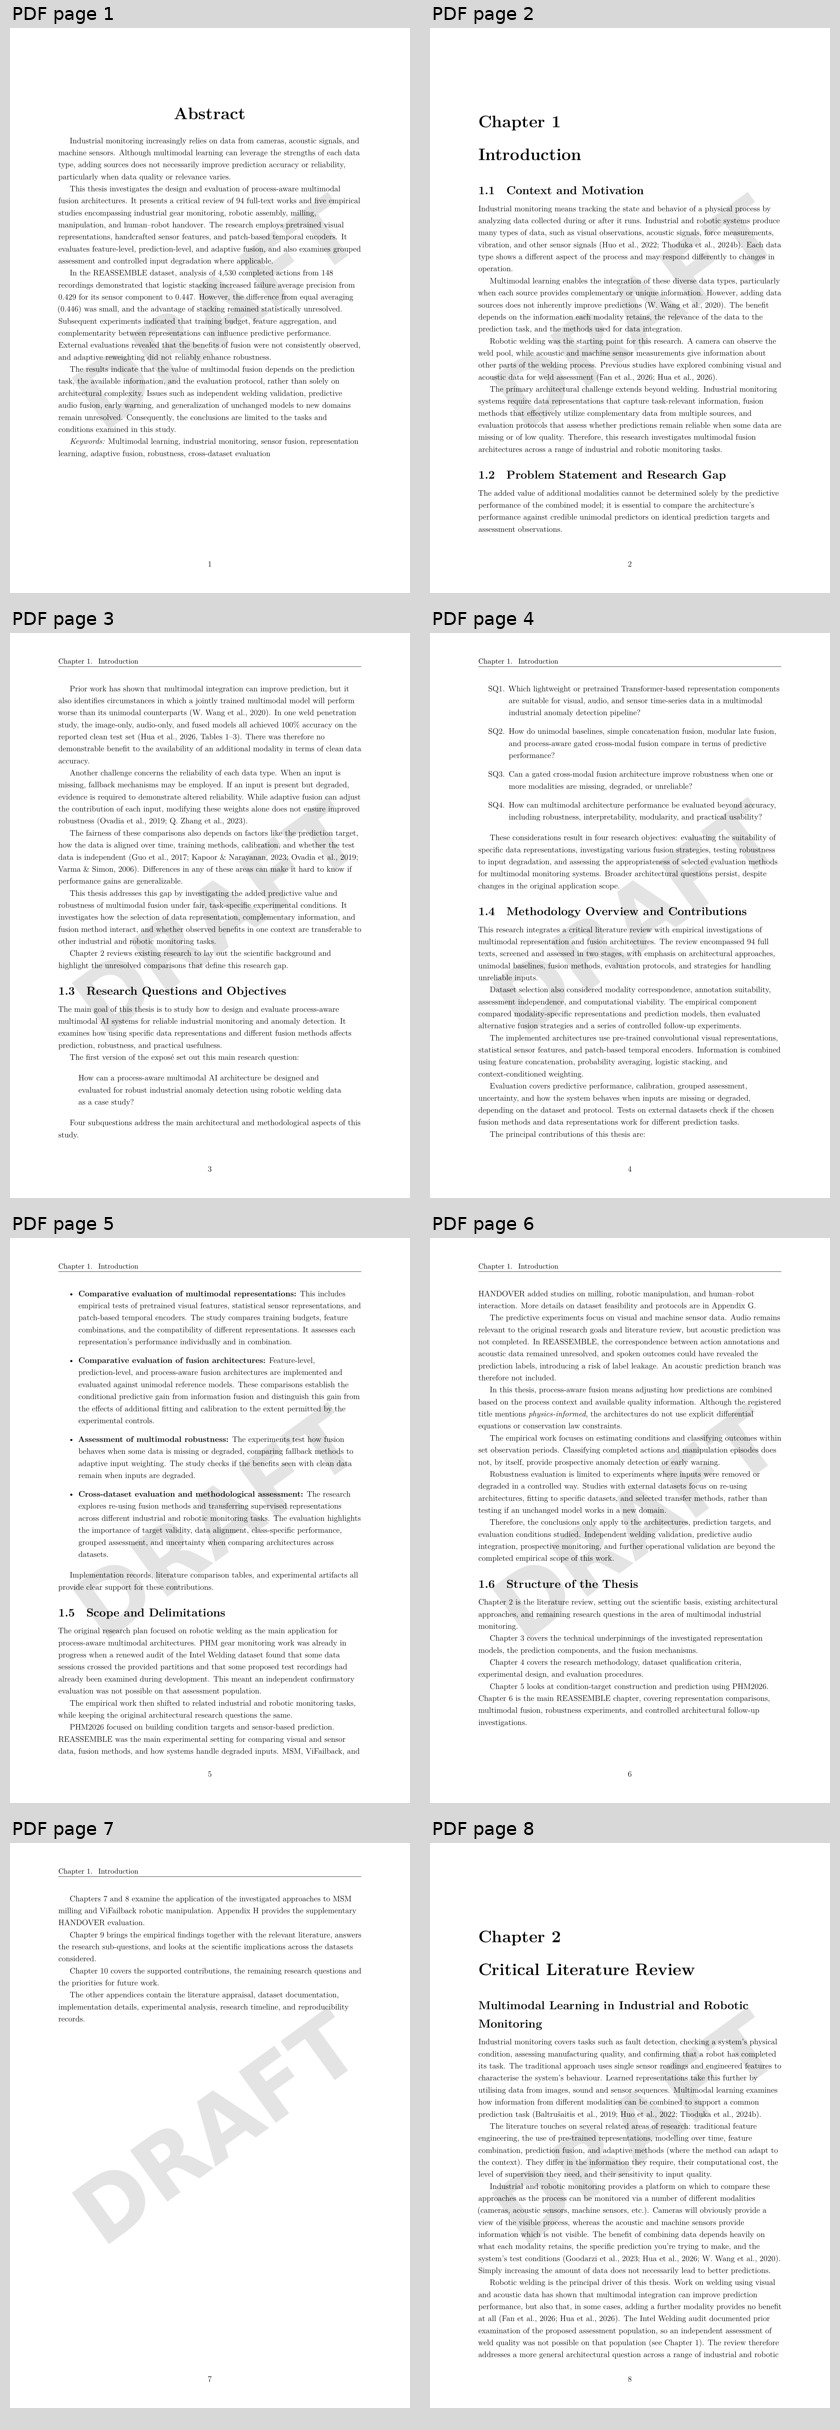 PDF page 1
Abstract
Industrial monitoring increasingly relies on data from cameras, acoustic signals, and
machine sensors. Although multimodal learning can leverage the strengths of each data
type, adding sources does not necessarily improve prediction accuracy or reliability,
particularly when data quality or relevance varies.
This thesis investigates the design and evaluation of process-aware multimodal
fusion architectures. It presents a critical review of 94 full-text works and five empirical
studies encompassing industrial gear monitoring, robotic assembly, milling,
manipulation, and human–robot handover. The research employs pretrained visual
representations, handcrafted sensor features, and patch-based temporal encoders. It
evaluates feature-level, prediction-level, and adaptive fusion, and also examines grouped
assessment and controlled input degradation where applicable.
In the REASSEMBLE dataset, analysis of 4,530 completed actions from 148
recordings demonstrated that logistic stacking increased failure average precision from
0.429 for its sensor component to 0.447. However, the difference from equal averaging
(0.446) was small, and the advantage of stacking remained statistically unresolved.
Subsequent experiments indicated that training budget, feature aggregation, and
complementarity between representations can influence predictive performance.
External evaluations revealed that the benefits of fusion were not consistently observed,
and adaptive reweighting did not reliably enhance robustness.
The results indicate that the value of multimodal fusion depends on the prediction
task, the available information, and the evaluation protocol, rather than solely on
architectural complexity. Issues such as independent welding validation, predictive
audio fusion, early warning, and generalization of unchanged models to new domains
remain unresolved. Consequently, the conclusions are limited to the tasks and
conditions examined in this study.
Keywords: Multimodal learning, industrial monitoring, sensor fusion, representation
learning, adaptive fusion, robustness, cross-dataset evaluation
1
DRAFT
PDF page 2
Chapter 1
Introduction
1.1 Context and Motivation
Industrial monitoring means tracking the state and behavior of a physical process by
analyzing data collected during or after it runs. Industrial and robotic systems produce
many types of data, such as visual observations, acoustic signals, force measurements,
vibration, and other sensor signals (Huo et al., 2022; Thoduka et al., 2024b). Each data
type shows a different aspect of the process and may respond differently to changes in
operation.
Multimodal learning enables the integration of these diverse data types, particularly
when each source provides complementary or unique information. However, adding data
sources does not inherently improve predictions (W. Wang et al., 2020). The benefit
depends on the information each modality retains, the relevance of the data to the
prediction task, and the methods used for data integration.
Robotic welding was the starting point for this research. A camera can observe the
weld pool, while acoustic and machine sensor measurements give information about
other parts of the welding process. Previous studies have explored combining visual and
acoustic data for weld assessment (Fan et al., 2026; Hua et al., 2026).
The primary architectural challenge extends beyond welding. Industrial monitoring
systems require data representations that capture task-relevant information, fusion
methods that effectively utilize complementary data from multiple sources, and
evaluation protocols that assess whether predictions remain reliable when some data are
missing or of low quality. Therefore, this research investigates multimodal fusion
architectures across a range of industrial and robotic monitoring tasks.
1.2 Problem Statement and Research Gap
The added value of additional modalities cannot be determined solely by the predictive
performance of the combined model; it is essential to compare the architecture's
performance against credible unimodal predictors on identical prediction targets and
assessment observations.
2
DRAFT
PDF page 3
Chapter 1. Introduction
Prior work has shown that multimodal integration can improve prediction, but it
also identifies circumstances in which a jointly trained multimodal model will perform
worse than its unimodal counterparts (W. Wang et al., 2020). In one weld penetration
study, the image-only, audio-only, and fused models all achieved 100% accuracy on the
reported clean test set (Hua et al., 2026, Tables 1–3). There was therefore no
demonstrable benefit to the availability of an additional modality in terms of clean data
accuracy.
Another challenge concerns the reliability of each data type. When an input is
missing, fallback mechanisms may be employed. If an input is present but degraded,
evidence is required to demonstrate altered reliability. While adaptive fusion can adjust
the contribution of each input, modifying these weights alone does not ensure improved
robustness (Ovadia et al., 2019; Q. Zhang et al., 2023).
The fairness of these comparisons also depends on factors like the prediction target,
how the data is aligned over time, training methods, calibration, and whether the test
data is independent (Guo et al., 2017; Kapoor & Narayanan, 2023; Ovadia et al., 2019;
Varma & Simon, 2006). Differences in any of these areas can make it hard to know if
performance gains are generalizable.
This thesis addresses this gap by investigating the added predictive value and
robustness of multimodal fusion under fair, task-specific experimental conditions. It
investigates how the selection of data representation, complementary information, and
fusion method interact, and whether observed benefits in one context are transferable to
other industrial and robotic monitoring tasks.
Chapter 2 reviews existing research to lay out the scientific background and
highlight the unresolved comparisons that define this research gap.
1.3 Research Questions and Objectives
The main goal of this thesis is to study how to design and evaluate process-aware
multimodal AI systems for reliable industrial monitoring and anomaly detection. It
examines how using specific data representations and different fusion methods affects
prediction, robustness, and practical usefulness.
The first version of the exposé set out this main research question:
How can a process-aware multimodal AI architecture be designed and
evaluated for robust industrial anomaly detection using robotic welding data
as a case study?
Four subquestions address the main architectural and methodological aspects of this
study.
3
DRAFT
PDF page 4
Chapter 1. Introduction
SQ1. Which lightweight or pretrained Transformer-based representation components
are suitable for visual, audio, and sensor time-series data in a multimodal
industrial anomaly detection pipeline?
SQ2. How do unimodal baselines, simple concatenation fusion, modular late fusion,
and process-aware gated cross-modal fusion compare in terms of predictive
performance?
SQ3. Can a gated cross-modal fusion architecture improve robustness when one or
more modalities are missing, degraded, or unreliable?
SQ4. How can multimodal architecture performance be evaluated beyond accuracy,
including robustness, interpretability, modularity, and practical usability?
These considerations result in four research objectives: evaluating the suitability of
specific data representations, investigating various fusion strategies, testing robustness
to input degradation, and assessing the appropriateness of selected evaluation methods
for multimodal monitoring systems. Broader architectural questions persist, despite
changes in the original application scope.
1.4 Methodology Overview and Contributions
This research integrates a critical literature review with empirical investigations of
multimodal representation and fusion architectures. The review encompassed 94 full
texts, screened and assessed in two stages, with emphasis on architectural approaches,
unimodal baselines, fusion methods, evaluation protocols, and strategies for handling
unreliable inputs.
Dataset selection also considered modality correspondence, annotation suitability,
assessment independence, and computational viability. The empirical component
compared modality-specific representations and prediction models, then evaluated
alternative fusion strategies and a series of controlled follow-up experiments.
The implemented architectures use pre-trained convolutional visual representations,
statistical sensor features, and patch-based temporal encoders. Information is combined
using feature concatenation, probability averaging, logistic stacking, and
context-conditioned weighting.
Evaluation covers predictive performance, calibration, grouped assessment,
uncertainty, and how the system behaves when inputs are missing or degraded,
depending on the dataset and protocol. Tests on external datasets check if the chosen
fusion methods and data representations work for different prediction tasks.
The principal contributions of this thesis are:
4
DRAFT
PDF page 5
Chapter 1. Introduction
• Comparative evaluation of multimodal representations: This includes
empirical tests of pretrained visual features, statistical sensor representations, and
patch-based temporal encoders. The study compares training budgets, feature
combinations, and the compatibility of different representations. It assesses each
representation's performance individually and in combination.
• Comparative evaluation of fusion architectures: Feature-level,
prediction-level, and process-aware fusion architectures are implemented and
evaluated against unimodal reference models. These comparisons establish the
conditional predictive gain from information fusion and distinguish this gain from
the effects of additional fitting and calibration to the extent permitted by the
experimental controls.
• Assessment of multimodal robustness: The experiments test how fusion
behaves when some data is missing or degraded, comparing fallback methods to
adaptive input weighting. The study checks if the benefits seen with clean data
remain when inputs are degraded.
• Cross-dataset evaluation and methodological assessment: The research
explores re-using fusion methods and transferring supervised representations
across different industrial and robotic monitoring tasks. The evaluation highlights
the importance of target validity, data alignment, class-specific performance,
grouped assessment, and uncertainty when comparing architectures across
datasets.
Implementation records, literature comparison tables, and experimental artifacts all
provide clear support for these contributions.
1.5 Scope and Delimitations
The original research plan focused on robotic welding as the main application for
process-aware multimodal architectures. PHM gear monitoring work was already in
progress when a renewed audit of the Intel Welding dataset found that some data
sessions crossed the provided partitions and that some proposed test recordings had
already been examined during development. This meant an independent confirmatory
evaluation was not possible on that assessment population.
The empirical work then shifted to related industrial and robotic monitoring tasks,
while keeping the original architectural research questions the same.
PHM2026 focused on building condition targets and sensor-based prediction.
REASSEMBLE was the main experimental setting for comparing visual and sensor
data, fusion methods, and how systems handle degraded inputs. MSM, ViFailback, and
5
DRAFT
PDF page 6
Chapter 1. Introduction
HANDOVER added studies on milling, robotic manipulation, and human–robot
interaction. More details on dataset feasibility and protocols are in Appendix G.
The predictive experiments focus on visual and machine sensor data. Audio remains
relevant to the original research goals and literature review, but acoustic prediction was
not completed. In REASSEMBLE, the correspondence between action annotations and
acoustic data remained unresolved, and spoken outcomes could have revealed the
prediction labels, introducing a risk of label leakage. An acoustic prediction branch was
therefore not included.
In this thesis, process-aware fusion means adjusting how predictions are combined
based on the process context and available quality information. Although the registered
title mentions physics-informed, the architectures do not use explicit differential
equations or conservation law constraints.
The empirical work focuses on estimating conditions and classifying outcomes within
set observation periods. Classifying completed actions and manipulation episodes does
not, by itself, provide prospective anomaly detection or early warning.
Robustness evaluation is limited to experiments where inputs were removed or
degraded in a controlled way. Studies with external datasets focus on re-using
architectures, fitting to specific datasets, and selected transfer methods, rather than
testing if an unchanged model works in a new domain.
Therefore, the conclusions only apply to the architectures, prediction targets, and
evaluation conditions studied. Independent welding validation, predictive audio
integration, prospective monitoring, and further operational validation are beyond the
completed empirical scope of this work.
1.6 Structure of the Thesis
Chapter 2 is the literature review, setting out the scientific basis, existing architectural
approaches, and remaining research questions in the area of multimodal industrial
monitoring.
Chapter 3 covers the technical underpinnings of the investigated representation
models, the prediction components, and the fusion mechanisms.
Chapter 4 covers the research methodology, dataset qualification criteria,
experimental design, and evaluation procedures.
Chapter 5 looks at condition-target construction and prediction using PHM2026.
Chapter 6 is the main REASSEMBLE chapter, covering representation comparisons,
multimodal fusion, robustness experiments, and controlled architectural follow-up
investigations.
6
DRAFT
PDF page 7
Chapter 1. Introduction
Chapters 7 and 8 examine the application of the investigated approaches to MSM
milling and ViFailback robotic manipulation. Appendix H provides the supplementary
HANDOVER evaluation.
Chapter 9 brings the empirical findings together with the relevant literature, answers
the research sub-questions, and looks at the scientific implications across the datasets
considered.
Chapter 10 covers the supported contributions, the remaining research questions and
the priorities for future work.
The other appendices contain the literature appraisal, dataset documentation,
implementation details, experimental analysis, research timeline, and reproducibility
records.
7
DRAFT
PDF page 8
Chapter 2
Critical Literature Review
Multimodal Learning in Industrial and Robotic
Monitoring
Industrial monitoring covers tasks such as fault detection, checking a system's physical
condition, assessing manufacturing quality, and confirming that a robot has completed
its task. The traditional approach uses single sensor readings and engineered features to
characterise the system's behaviour. Learned representations take this further by
utilising data from images, sound and sensor sequences. Multimodal learning examines
how information from different modalities can be combined to support a common
prediction task (Baltrušaitis et al., 2019; Huo et al., 2022; Thoduka et al., 2024b).
The literature touches on several related areas of research: traditional feature
engineering, the use of pre-trained representations, modelling over time, feature
combination, prediction fusion, and adaptive methods (where the method can adapt to
the context). They differ in the information they require, their computational cost, the
level of supervision they need, and their sensitivity to input quality.
Industrial and robotic monitoring provides a platform on which to compare these
approaches as the process can be monitored via a number of different modalities
(cameras, acoustic sensors, machine sensors, etc.). Cameras will obviously provide a
view of the visible process, whereas the acoustic and machine sensors provide
information which is not visible. The benefit of combining data depends heavily on
what each modality retains, the specific prediction you're trying to make, and the
system's test conditions (Goodarzi et al., 2023; Hua et al., 2026; W. Wang et al., 2020).
Simply increasing the amount of data does not necessarily lead to better predictions.
Robotic welding is the principal driver of this thesis. Work on welding using visual
and acoustic data has shown that multimodal integration can improve prediction
performance, but also that, in some cases, adding a further modality provides no benefit
at all (Fan et al., 2026; Hua et al., 2026). The Intel Welding audit documented prior
examination of the proposed assessment population, so an independent assessment of
weld quality was not possible on that population (see Chapter 1). The review therefore
addresses a more general architectural question across a range of industrial and robotic
8
DRAFT